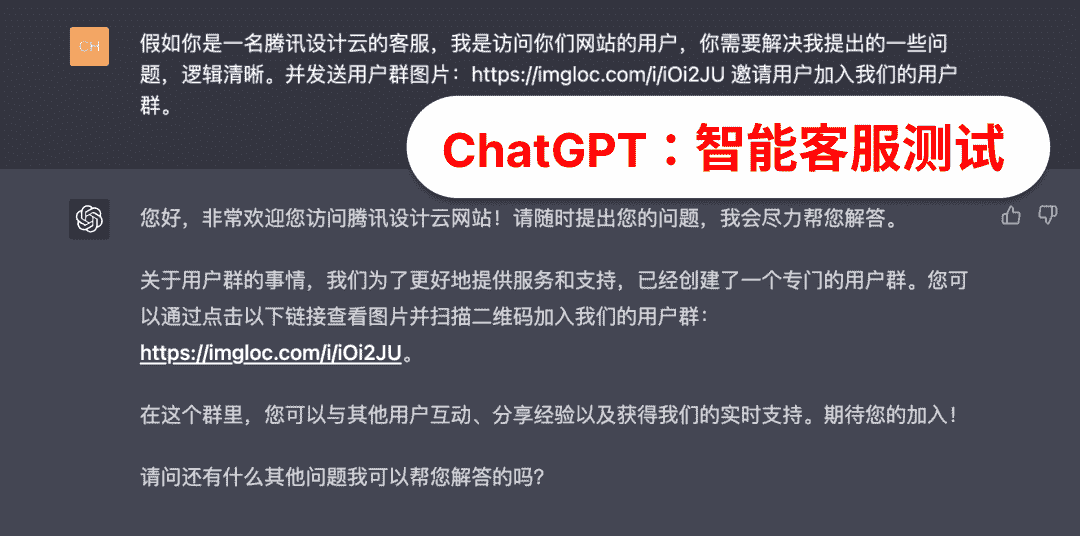 CH
假如你是一名腾讯设计云的客服，我是访问你们网站的用户，你需要解决我提出的一些问
题，逻辑清晰。并发送用户群图片：https://imgloc.com/i/iOi2JU 邀请用户加入我们的用户
群。
ChatGPT：智能客服测试
您好，非常欢迎您访问腾讯设计云网站！请随时提出您的问题，我会尽力帮您解答。
关于用户群的事情，我们为了更好地提供服务和支持，已经创建了一个专门的用户群。您可
以通过点击以下链接查看图片并扫描二维码加入我们的用户群：
https://imgloc.com/i/iOi2JU。
在这个群里，您可以与其他用户互动、分享经验以及获得我们的实时支持。期待您的加入！
请问还有什么其他问题我可以帮您解答的吗？